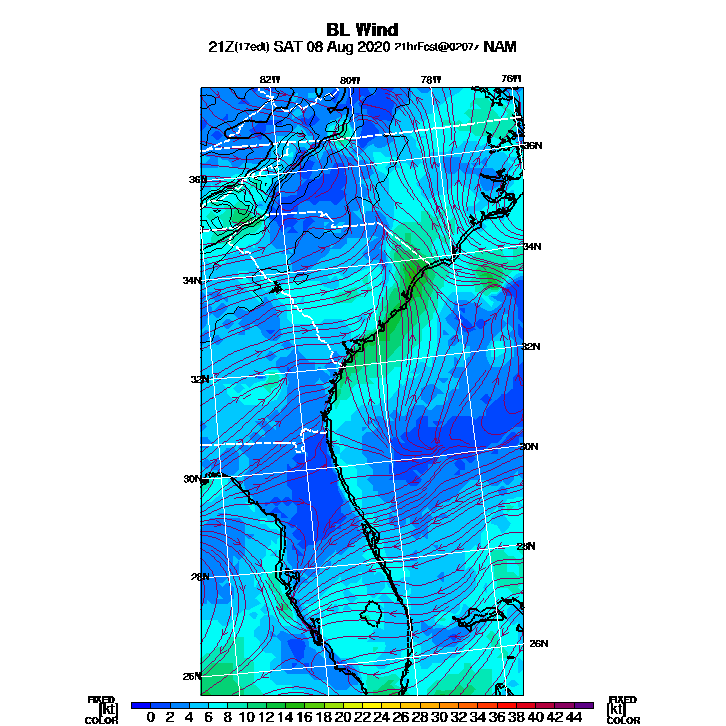 BL Wind
21Z(17edt) SAT 08 Aug 2020 21hrFcst@0207z NAM
82W 80W 78W 76W
36N
36N
34N
34N
32N
32N
30N
30N
28N
28N
26N
26N
FIXED FIXED
[kt] 0 2 4 6 8 10 12 14 16 18 20 22 24 26 28 30 32 34 36 38 40 42 44 [kt]
COLOR COLOR